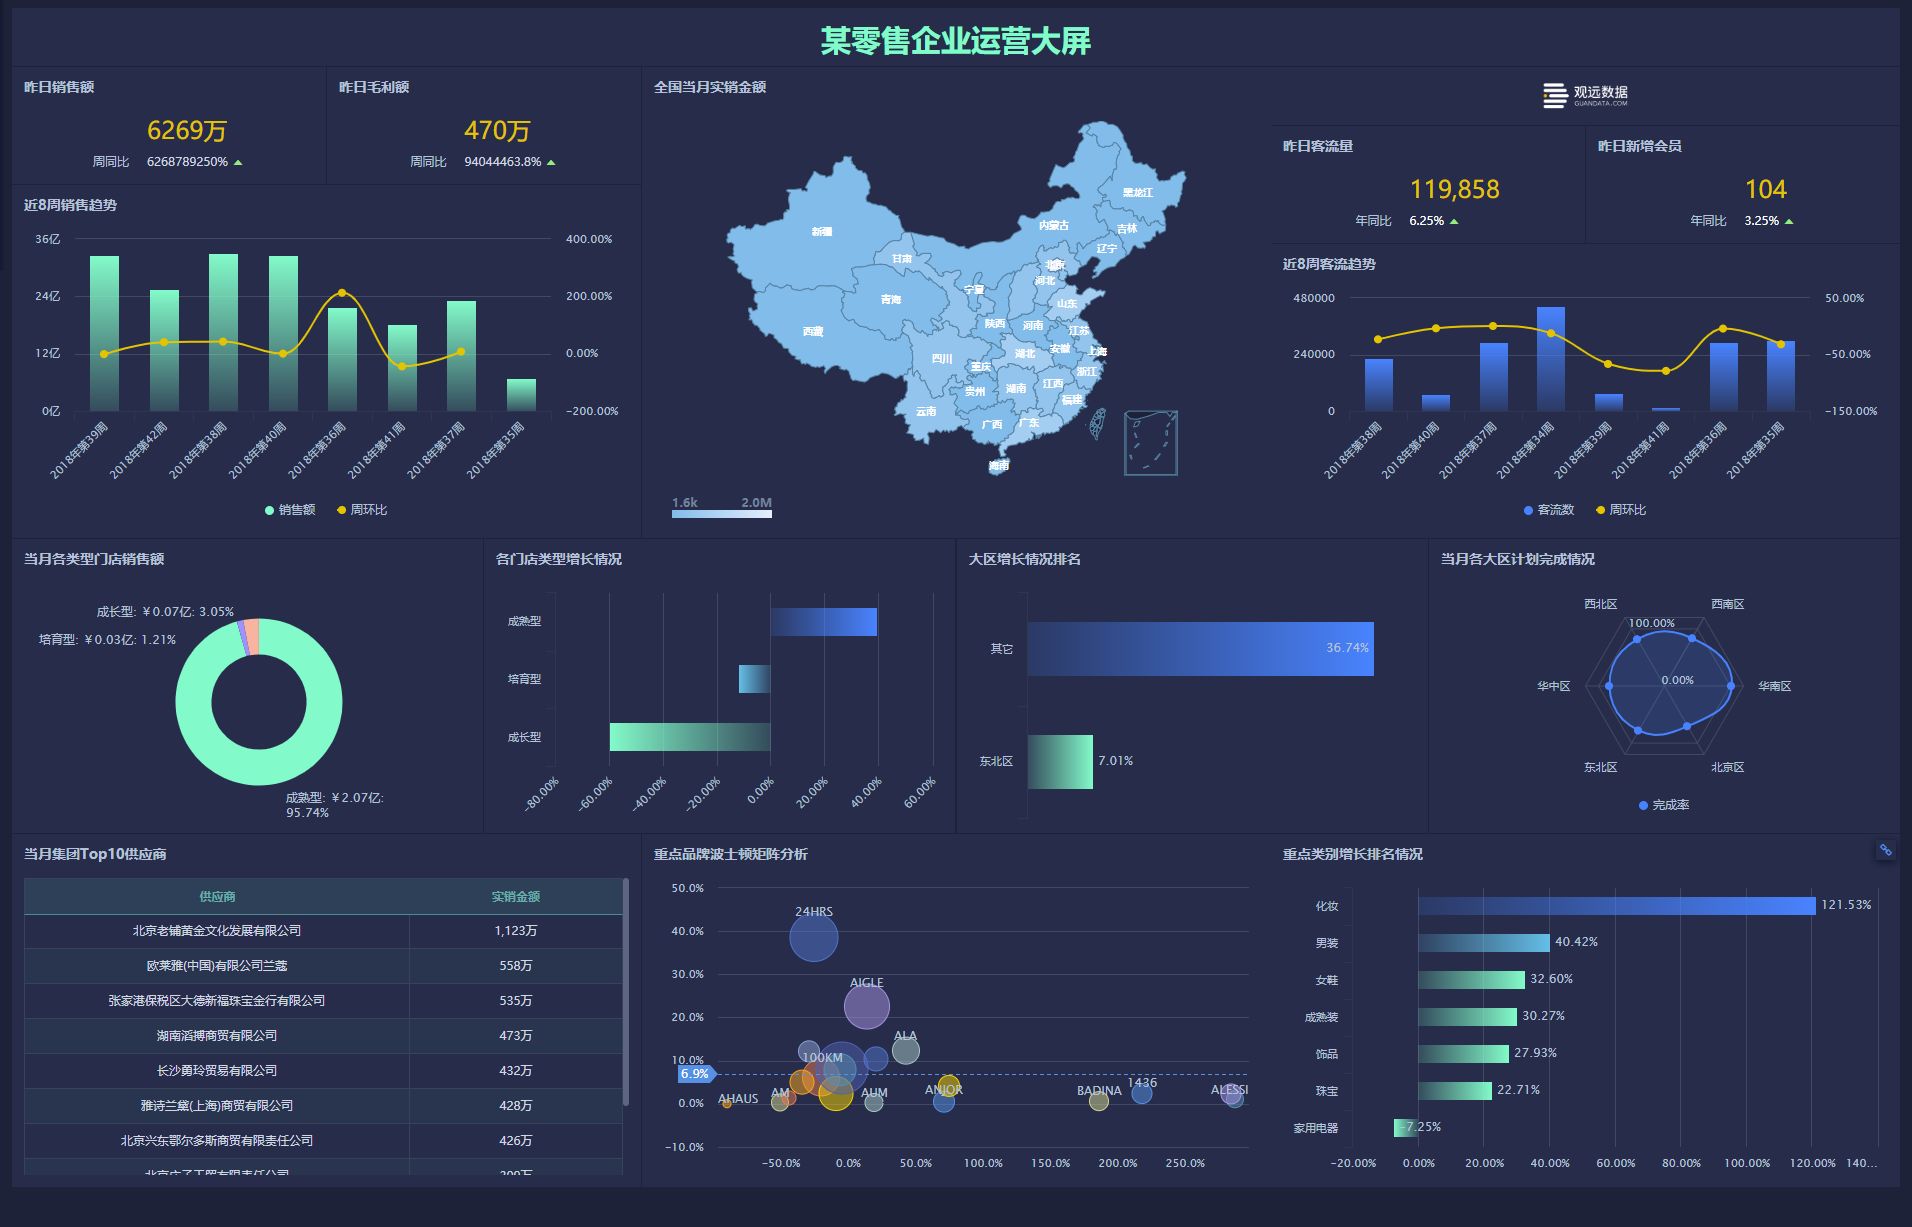 某零售企业运营大屏
昨日销售额
6269万
周同比 6268789250%
昨日毛利额
470万
周同比 94044463.8%
近8周销售趋势
36亿
24亿
12亿
0亿
400.00%
200.00%
0.00%
-200.00%
2018年第39周
2018年第42周
2018年第38周
2018年第40周
2018年第36周
2018年第41周
2018年第37周
2018年第35周
销售额 周环比
全国当月实销金额
黑龙江
内蒙古
吉林
新疆
辽宁
甘肃
北京
河北
宁夏
青海
山东
陕西
河南
江苏
西藏
安徽
上海
湖北
四川
重庆
浙江
江西
湖南
贵州
福建
云南
广西
广东
海南
1.6k 2.0M
观远数据
GUANDATA.COM
昨日客流量
119,858
年同比 6.25%
昨日新增会员
104
年同比 3.25%
近8周客流趋势
480000
240000
0
50.00%
-50.00%
-150.00%
2018年第38周
2018年第40周
2018年第37周
2018年第34周
2018年第39周
2018年第41周
2018年第36周
2018年第35周
客流数 周环比
当月各类型门店销售额
成长型: ￥0.07亿: 3.05%
培育型: ￥0.03亿: 1.21%
成熟型: ￥2.07亿:
95.74%
各门店类型增长情况
成熟型
培育型
成长型
-80.00%
-60.00%
-40.00%
-20.00%
0.00%
20.00%
40.00%
60.00%
大区增长情况排名
其它 36.74%
东北区 7.01%
当月各大区计划完成情况
西北区 西南区
100.00%
华中区 0.00% 华南区
东北区 北京区
完成率
当月集团Top10供应商
供应商 实销金额
北京老铺黄金文化发展有限公司 1,123万
欧莱雅(中国)有限公司兰蔻 558万
张家港保税区大德新福珠宝金行有限公司 535万
湖南滔搏商贸有限公司 473万
长沙勇玲贸易有限公司 432万
雅诗兰黛(上海)商贸有限公司 428万
北京兴东鄂尔多斯商贸有限责任公司 426万
重点品牌波士顿矩阵分析
50.0%
40.0%
30.0%
20.0%
10.0%
6.9%
0.0%
-10.0%
24HRS
AIGLE
ALA
100KM
AHAUS
AM
AUM
ANJOR
BADINA
1436
ALESSI
-50.0% 0.0% 50.0% 100.0% 150.0% 200.0% 250.0%
重点类别增长排名情况
化妆 121.53%
男装 40.42%
女鞋 32.60%
成熟装 30.27%
饰品 27.93%
珠宝 22.71%
家用电器 -7.25%
-20.00% 0.00% 20.00% 40.00% 60.00% 80.00% 100.00% 120.00% 140...